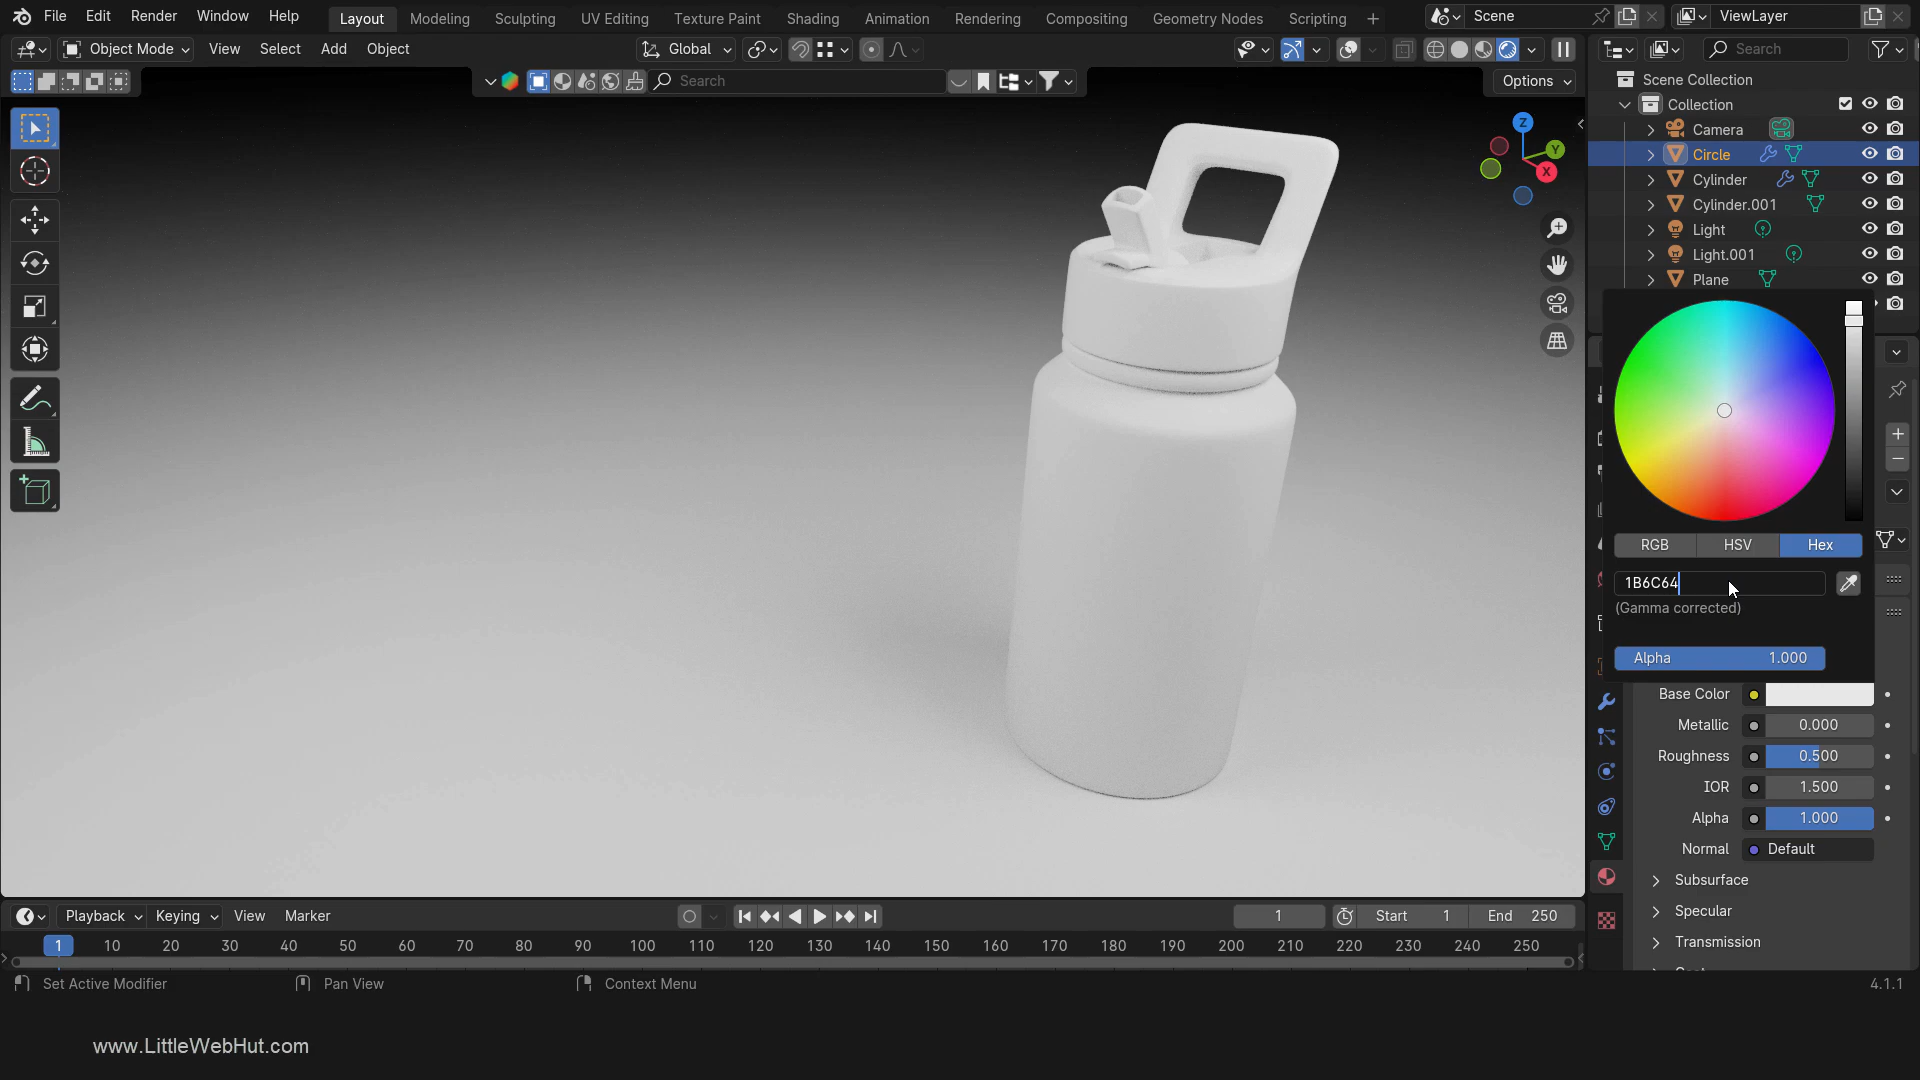 File Edit Render Window Help Layout Modeling Sculpting UV Editing Texture Paint Shading Animation Rendering Compositing Geometry Nodes Scripting + Scene ViewLayer
Object Mode View Select Add Object Global Search
Search Options
Scene Collection
Collection
Camera
Circle
Cylinder
Cylinder.001
Light
Light.001
Plane
Z
Y
X
RGB HSV Hex
1B6C64
(Gamma corrected)
Alpha 1.000
Base Color
Metallic 0.000
Roughness 0.500
IOR 1.500
Alpha 1.000
Normal Default
Subsurface
Specular
Transmission
Playback Keying View Marker 1 Start 1 End 250
1 10 20 30 40 50 60 70 80 90 100 110 120 130 140 150 160 170 180 190 200 210 220 230 240 250
Set Active Modifier Pan View Context Menu 4.1.1
www.LittleWebHut.com